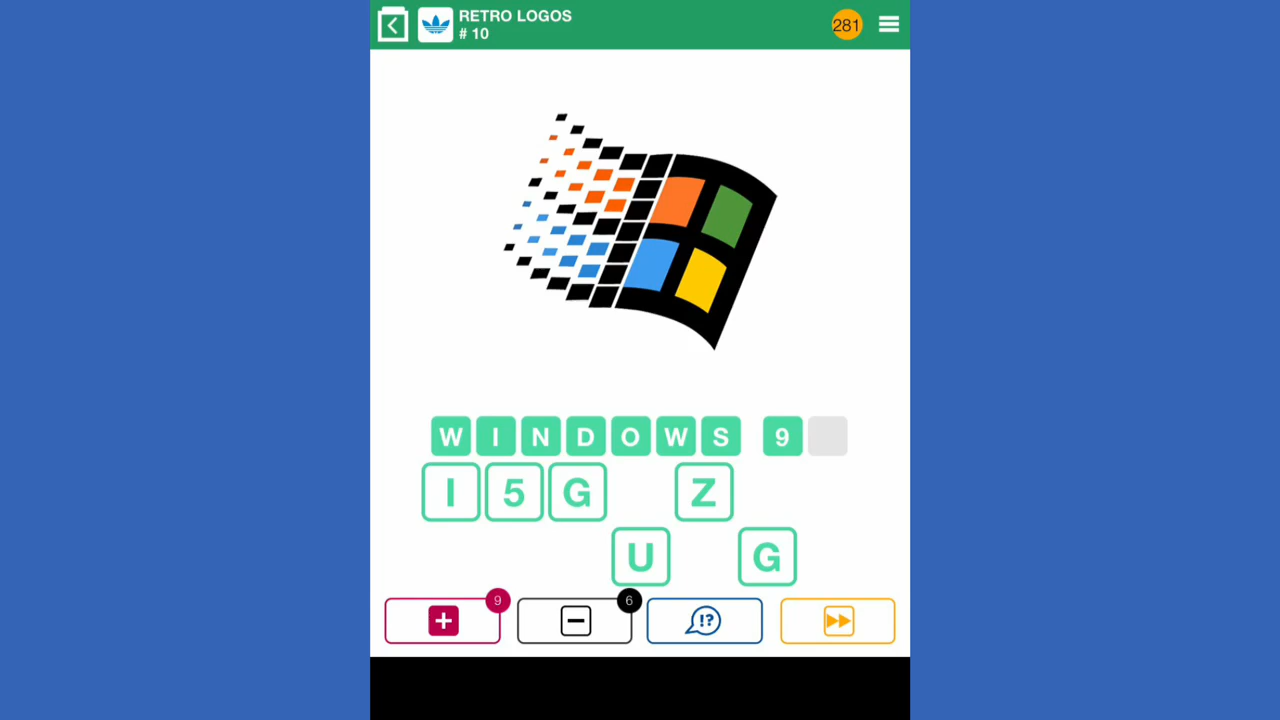 RETRO LOGOS
# 10
281
WINDOWS 9
I 5 G Z
U G
9 6 !?